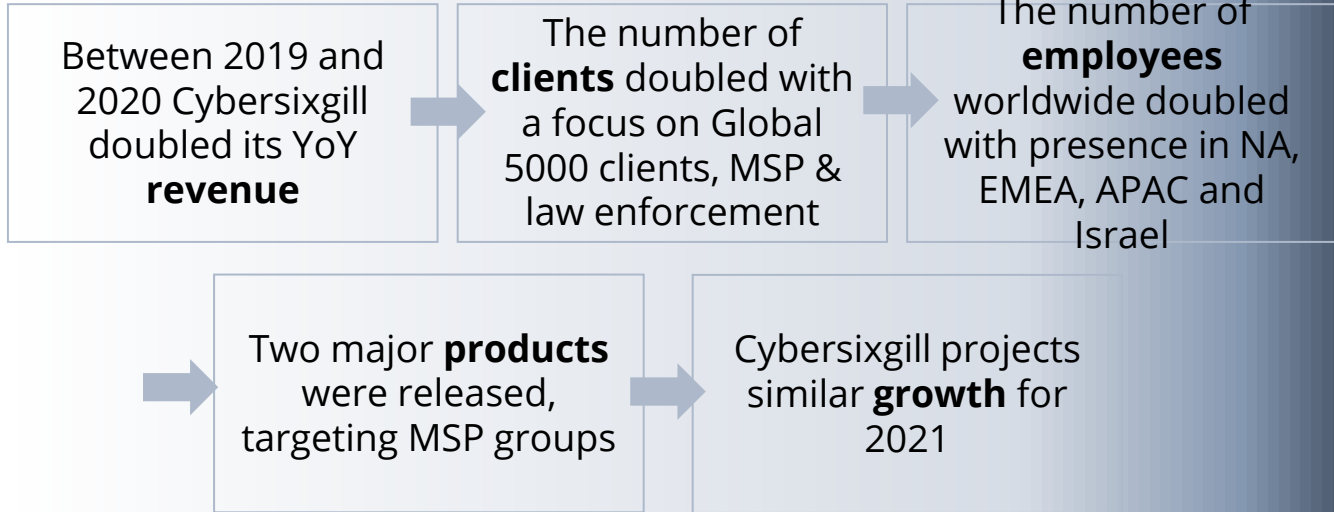 Between 2019 and
2020 Cybersixgill
doubled its YoY
revenue
The number of
clients doubled with
a focus on Global
5000 clients, MSP &
law enforcement
The number of
employees
worldwide doubled
with presence in NA,
EMEA, APAC and
Israel
Two major products
were released,
targeting MSP groups
Cybersixgill projects
similar growth for
2021